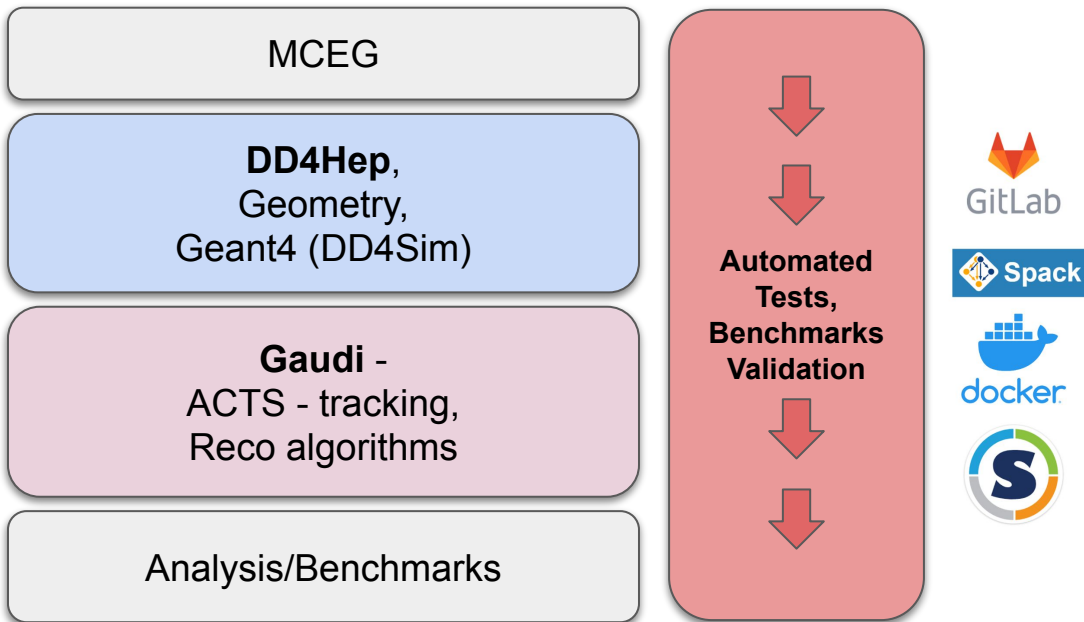 MCEG
DD4Hep,
Geometry,
Geant4 (DD4Sim)
Gaudi -
ACTS - tracking,
Reco algorithms
Analysis/Benchmarks
Automated
Tests,
Benchmarks
Validation
GitLab
Spack
docker
S